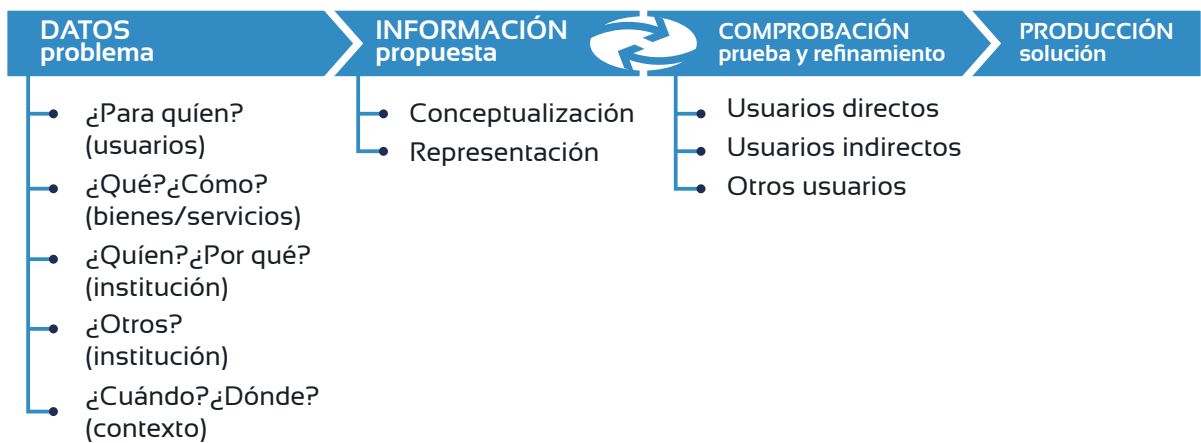 DATOS
problema
¿Para quíen?
(usuarios)
¿Qué?¿Cómo?
(bienes/servicios)
¿Quíen?¿Por qué?
(institución)
¿Otros?
(institución)
¿Cuándo?¿Dónde?
(contexto)
INFORMACIÓN
propuesta
Conceptualización
Representación
COMPROBACIÓN
prueba y refinamiento
Usuarios directos
Usuarios indirectos
Otros usuarios
PRODUCCIÓN
solución